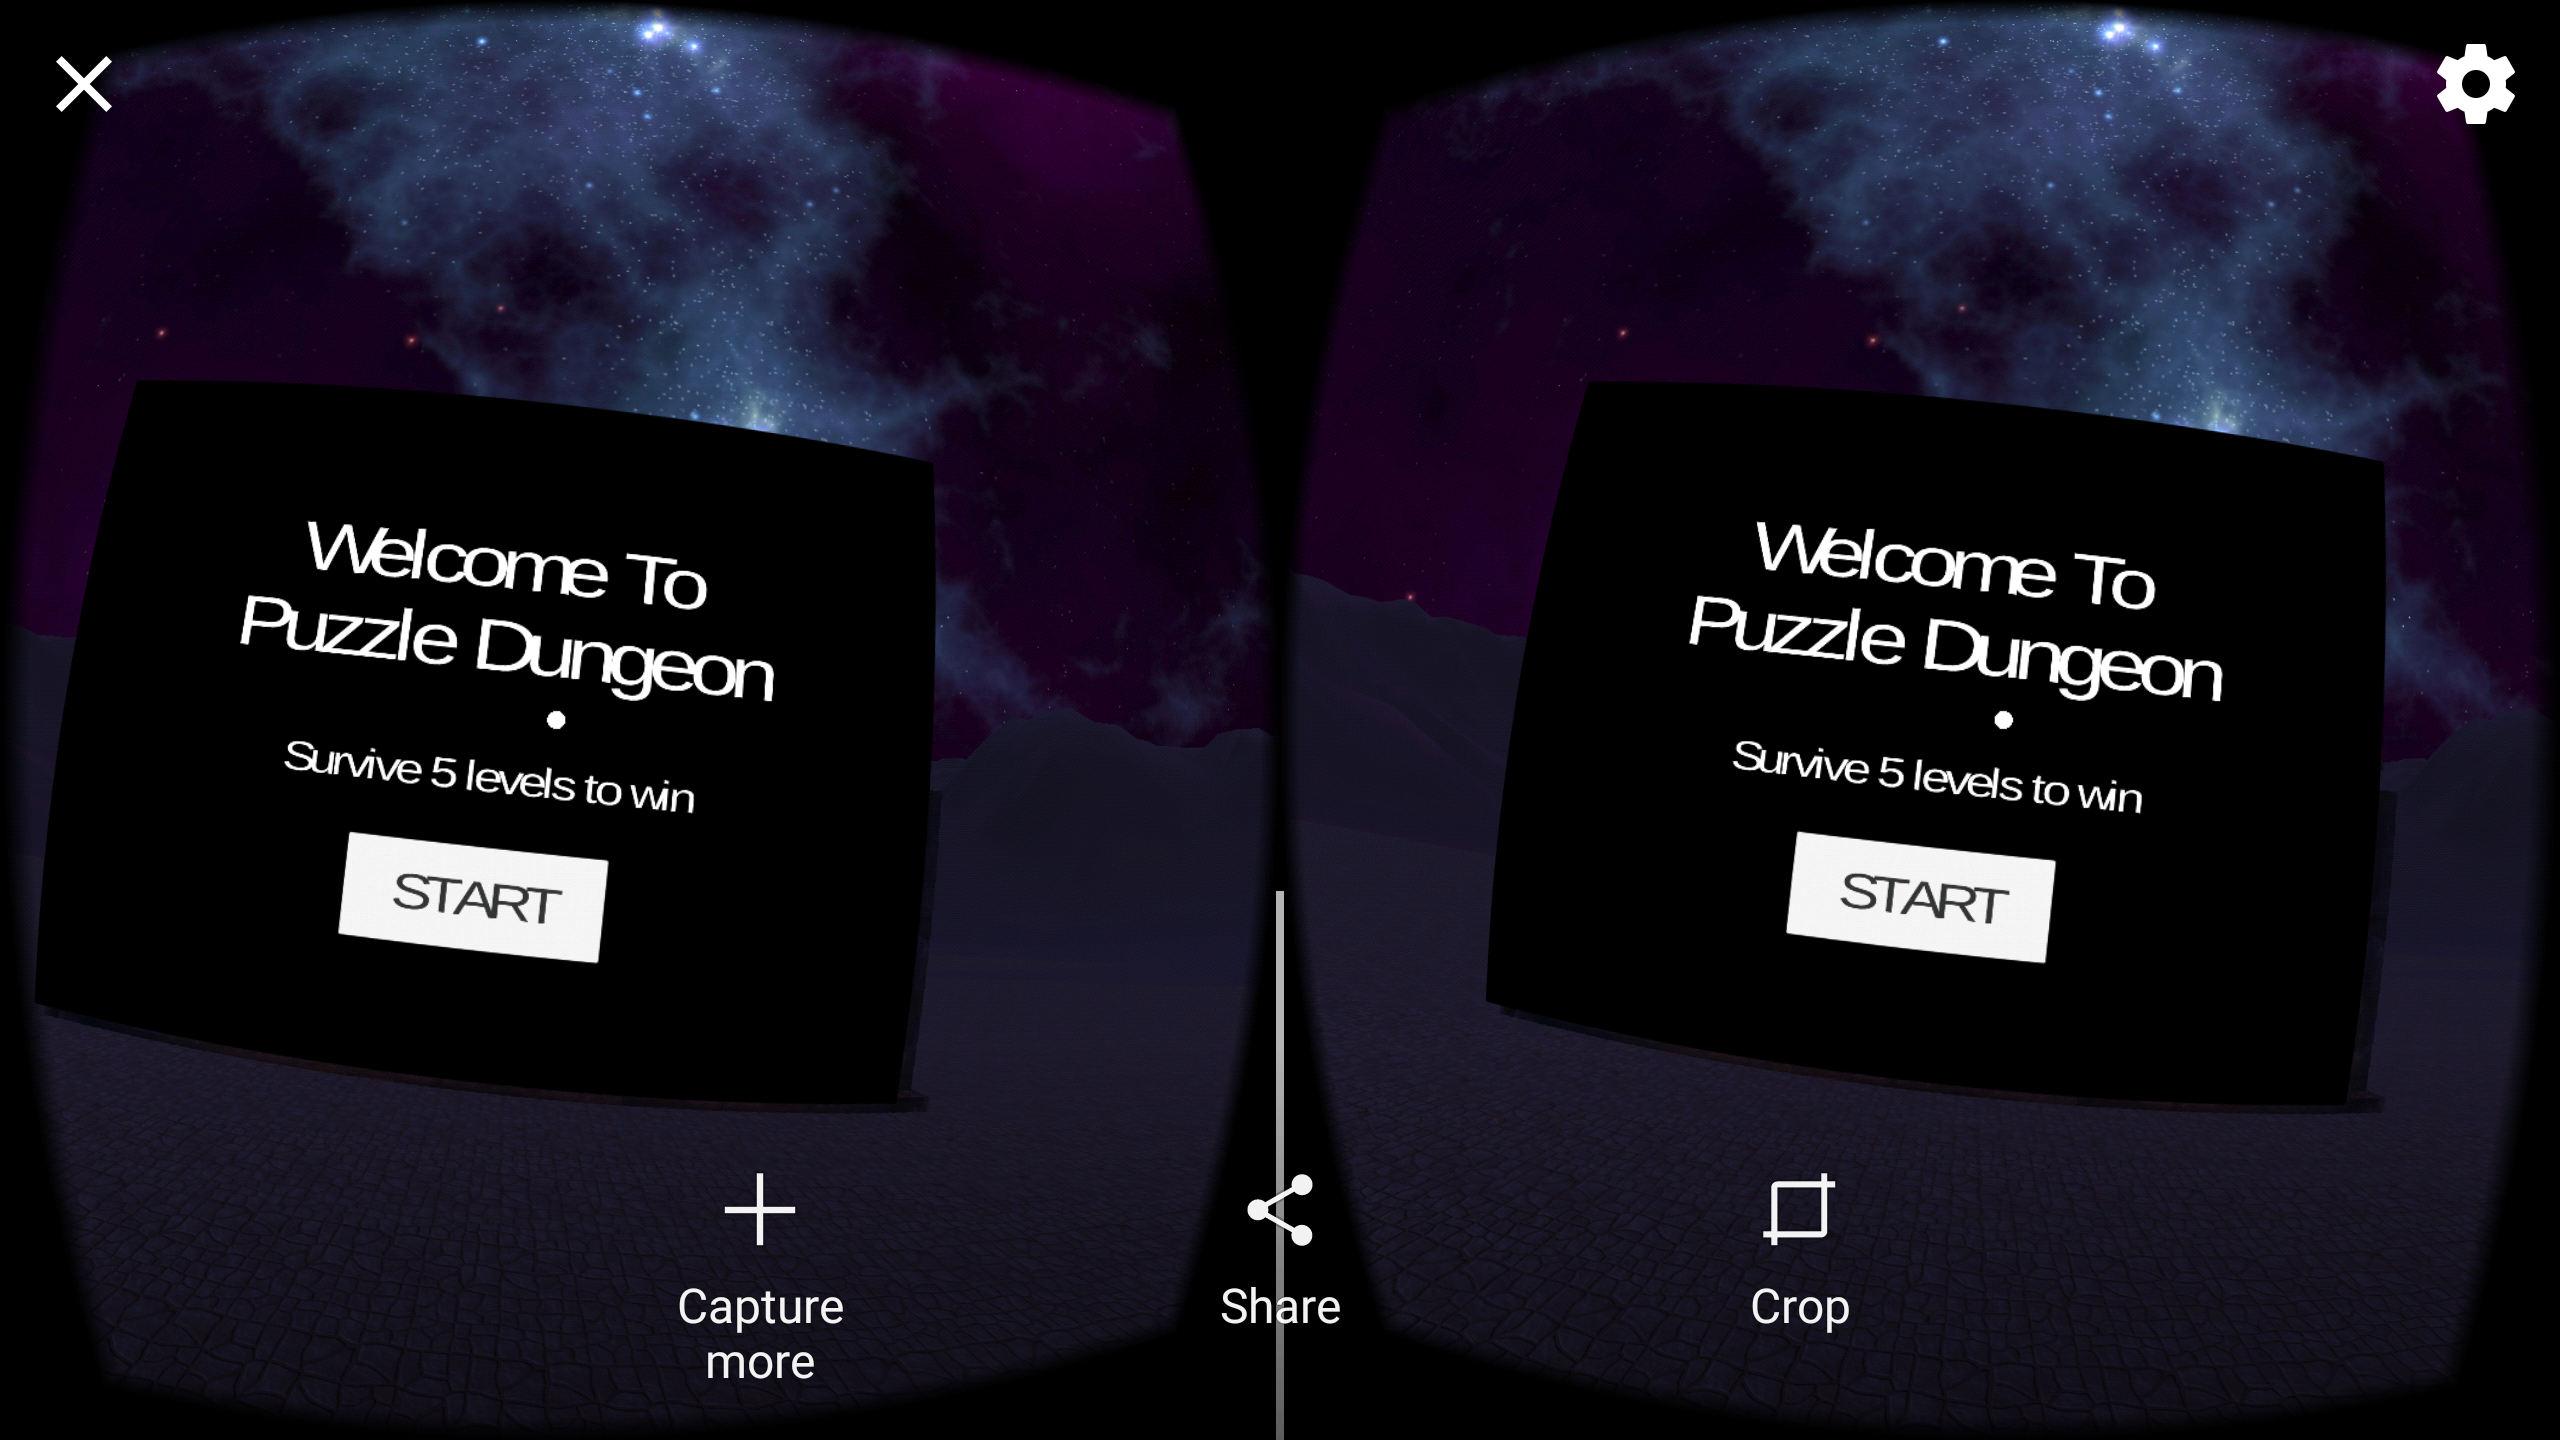 Welcome To
Puzzle Dungeon
Survive 5 levels to win
START
Welcome To
Puzzle Dungeon
Survive 5 levels to win
START
Capture
more
Share
Crop